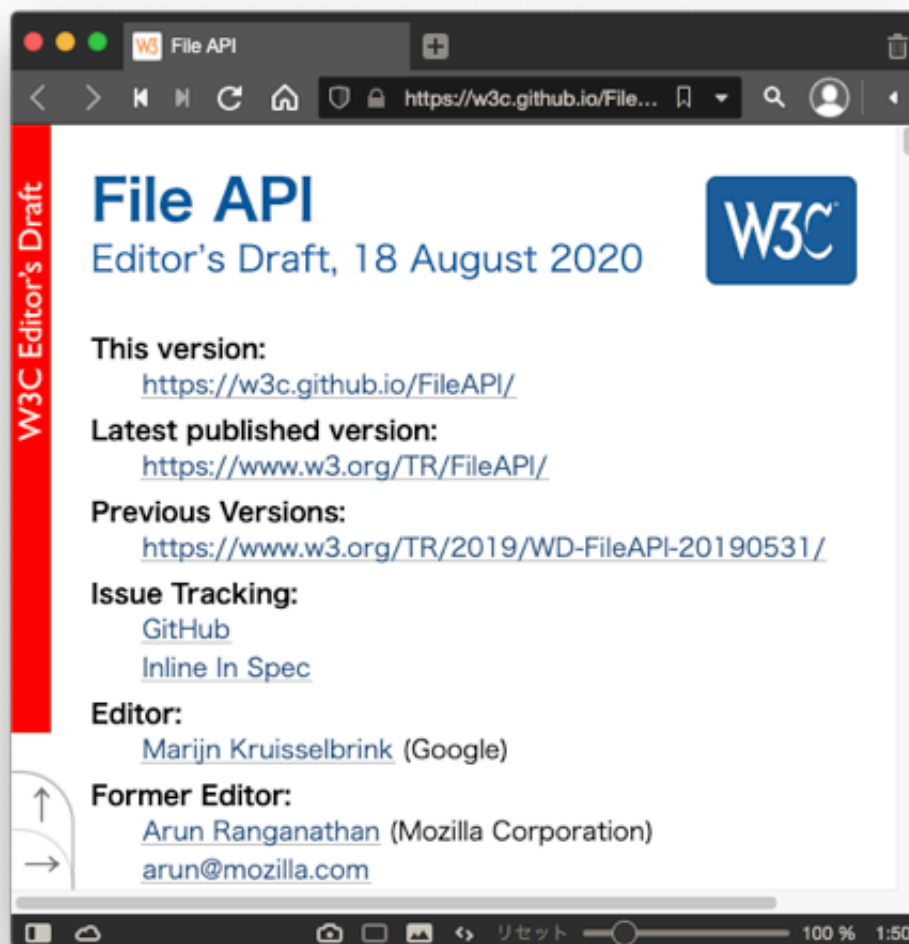 W3 File API
https://w3c.github.io/File...
W3C Editor's Draft
File API
W3C
Editor's Draft, 18 August 2020
This version:
https://w3c.github.io/FileAPI/
Latest published version:
https://www.w3.org/TR/FileAPI/
Previous Versions:
https://www.w3.org/TR/2019/WD-FileAPI-20190531/
Issue Tracking:
GitHub
Inline In Spec
Editor:
Marijn Kruisselbrink (Google)
Former Editor:
Arun Ranganathan (Mozilla Corporation)
arun@mozilla.com
リセット 100 % 1:50